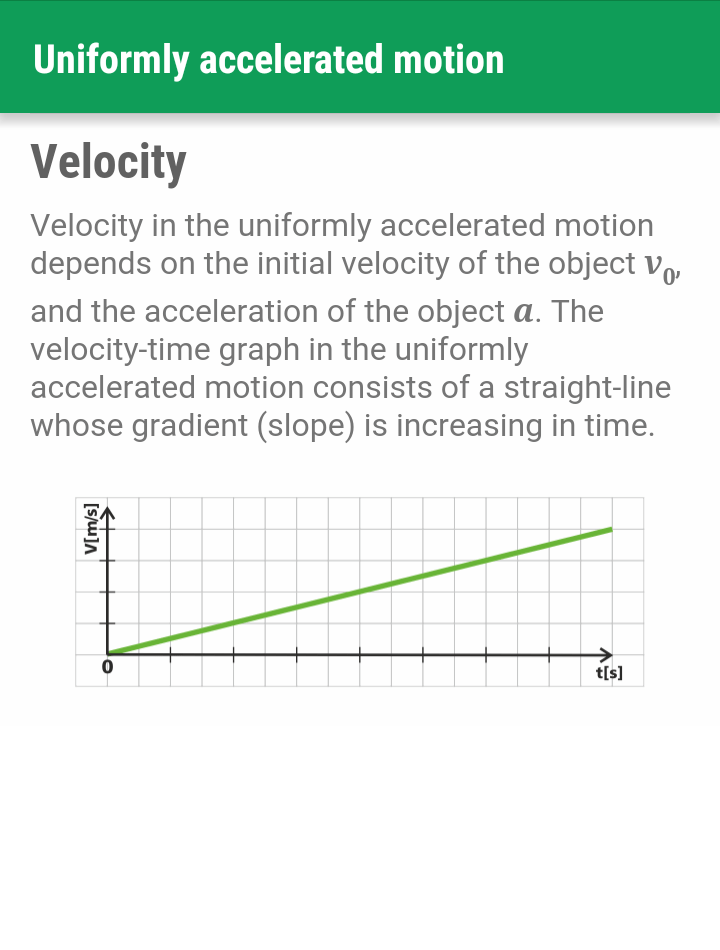 Uniformly accelerated motion
Velocity
Velocity in the uniformly accelerated motion
depends on the initial velocity of the object v₀,
and the acceleration of the object a. The
velocity-time graph in the uniformly
accelerated motion consists of a straight-line
whose gradient (slope) is increasing in time.
V[m/s]
0
t[s]